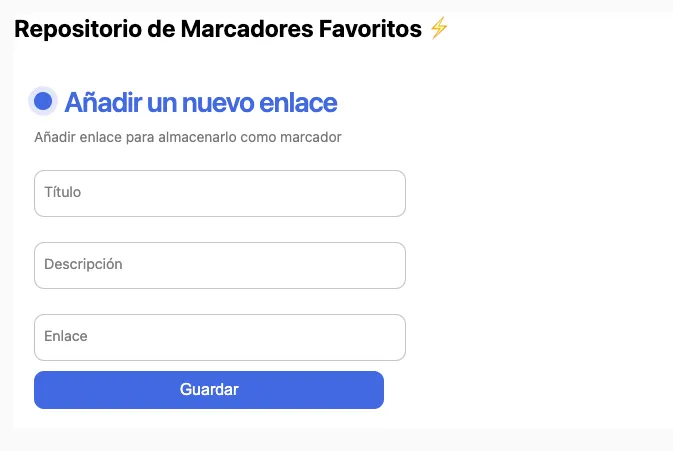 Repositorio de Marcadores Favoritos ⚡
Añadir un nuevo enlace
Añadir enlace para almacenarlo como marcador
Título
Descripción
Enlace
Guardar